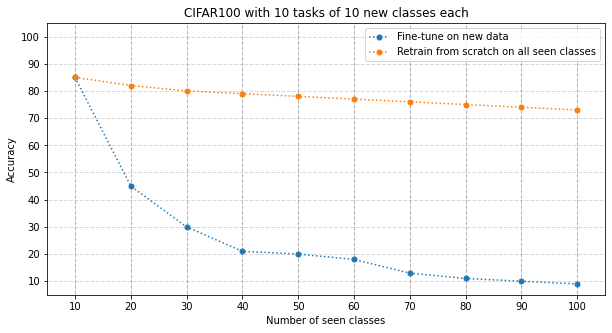 CIFAR100 with 10 tasks of 10 new classes each
Fine-tune on new data
Retrain from scratch on all seen classes
Accuracy
100
90
80
70
60
50
40
30
20
10
10 20 30 40 50 60 70 80 90 100
Number of seen classes